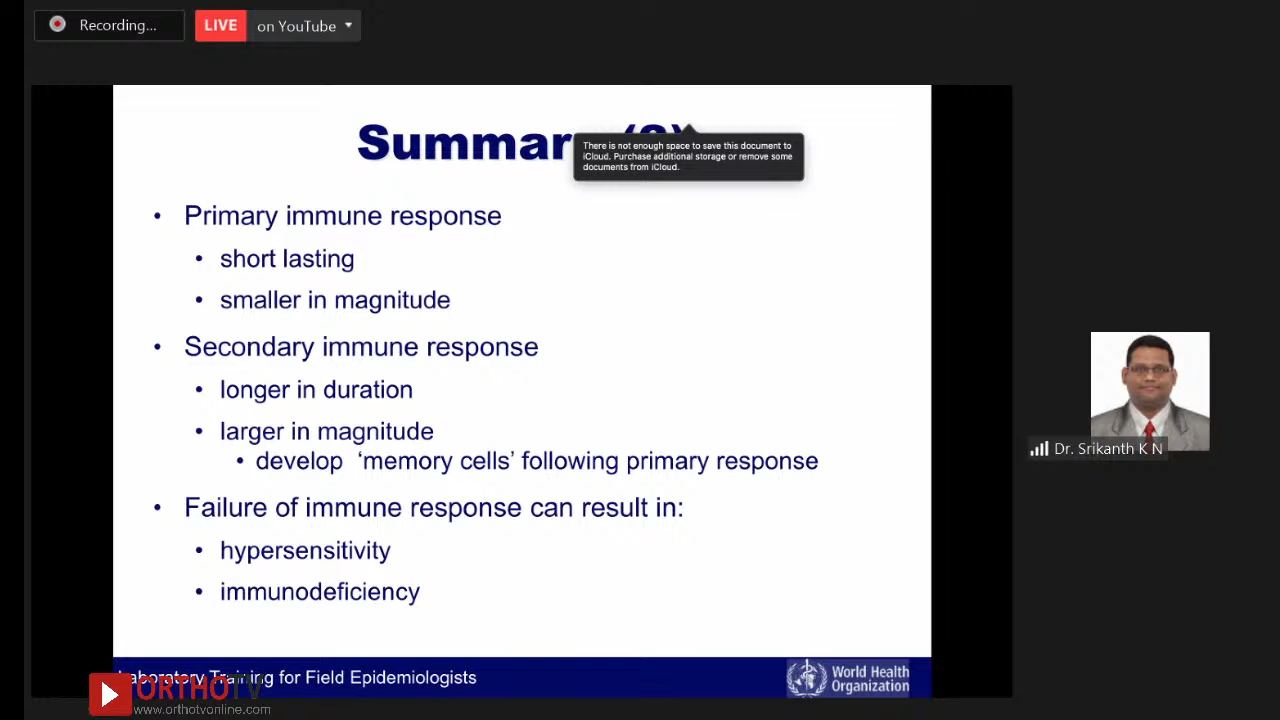 Recording...
LIVE on YouTube
There is not enough space to save this document to
iCloud. Purchase additional storage or remove some
documents from iCloud.
• Primary immune response
• short lasting
• smaller in magnitude
• Secondary immune response
• longer in duration
• larger in magnitude
• develop ‘memory cells’ following primary response
• Failure of immune response can result in:
• hypersensitivity
• immunodeficiency
Dr. Srikanth K N
Laboratory Training for Field Epidemiologists
World Health
Organization
ORTHOTV
www.orthotvonline.com